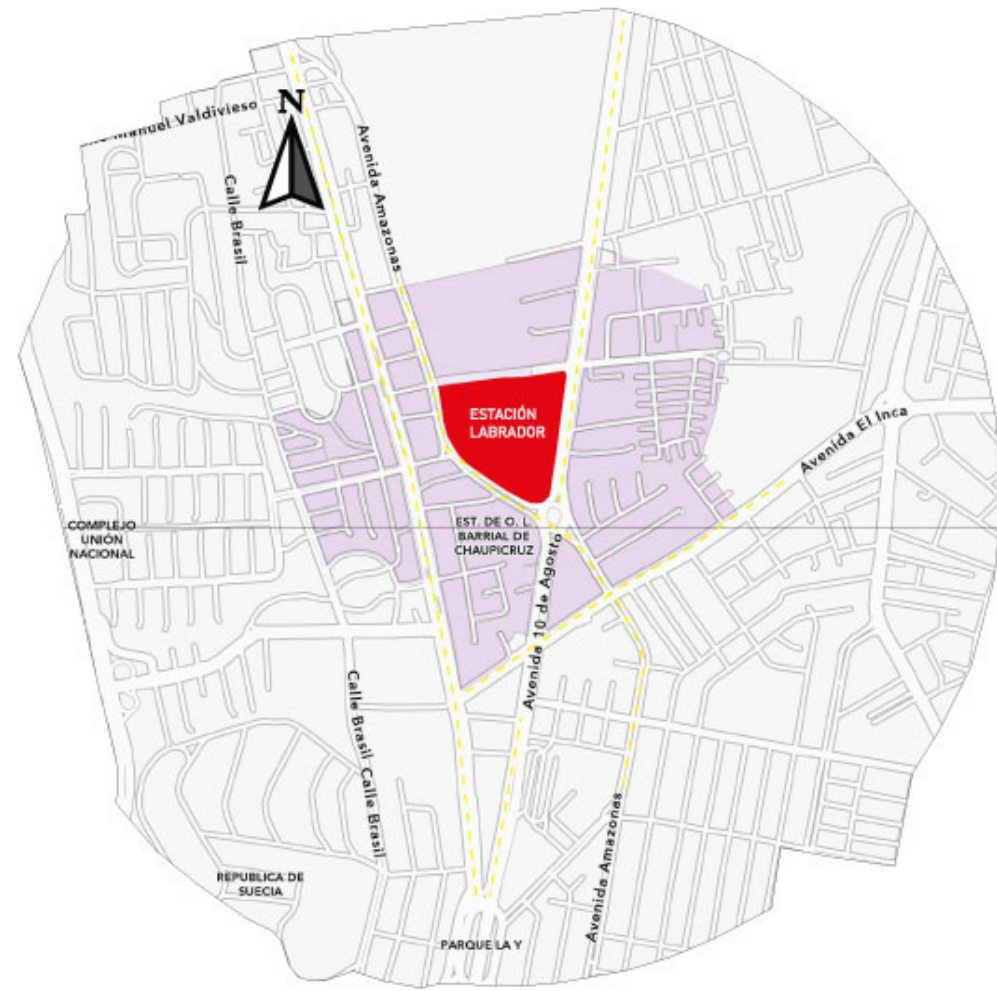 N
Manuel Valdivieso
Avenida Amazonas
Calle Brasil
ESTACIÓN
LABRADOR
Avenida El Inca
COMPLEJO
UNIÓN
NACIONAL
EST. DE O. L.
BARRIAL DE
CHAUPICRUZ
Avenida 10 de Agosto
Calle Brasil Calle Brasil
Avenida Amazonas
REPUBLICA DE
SUECIA
PARQUE LA Y